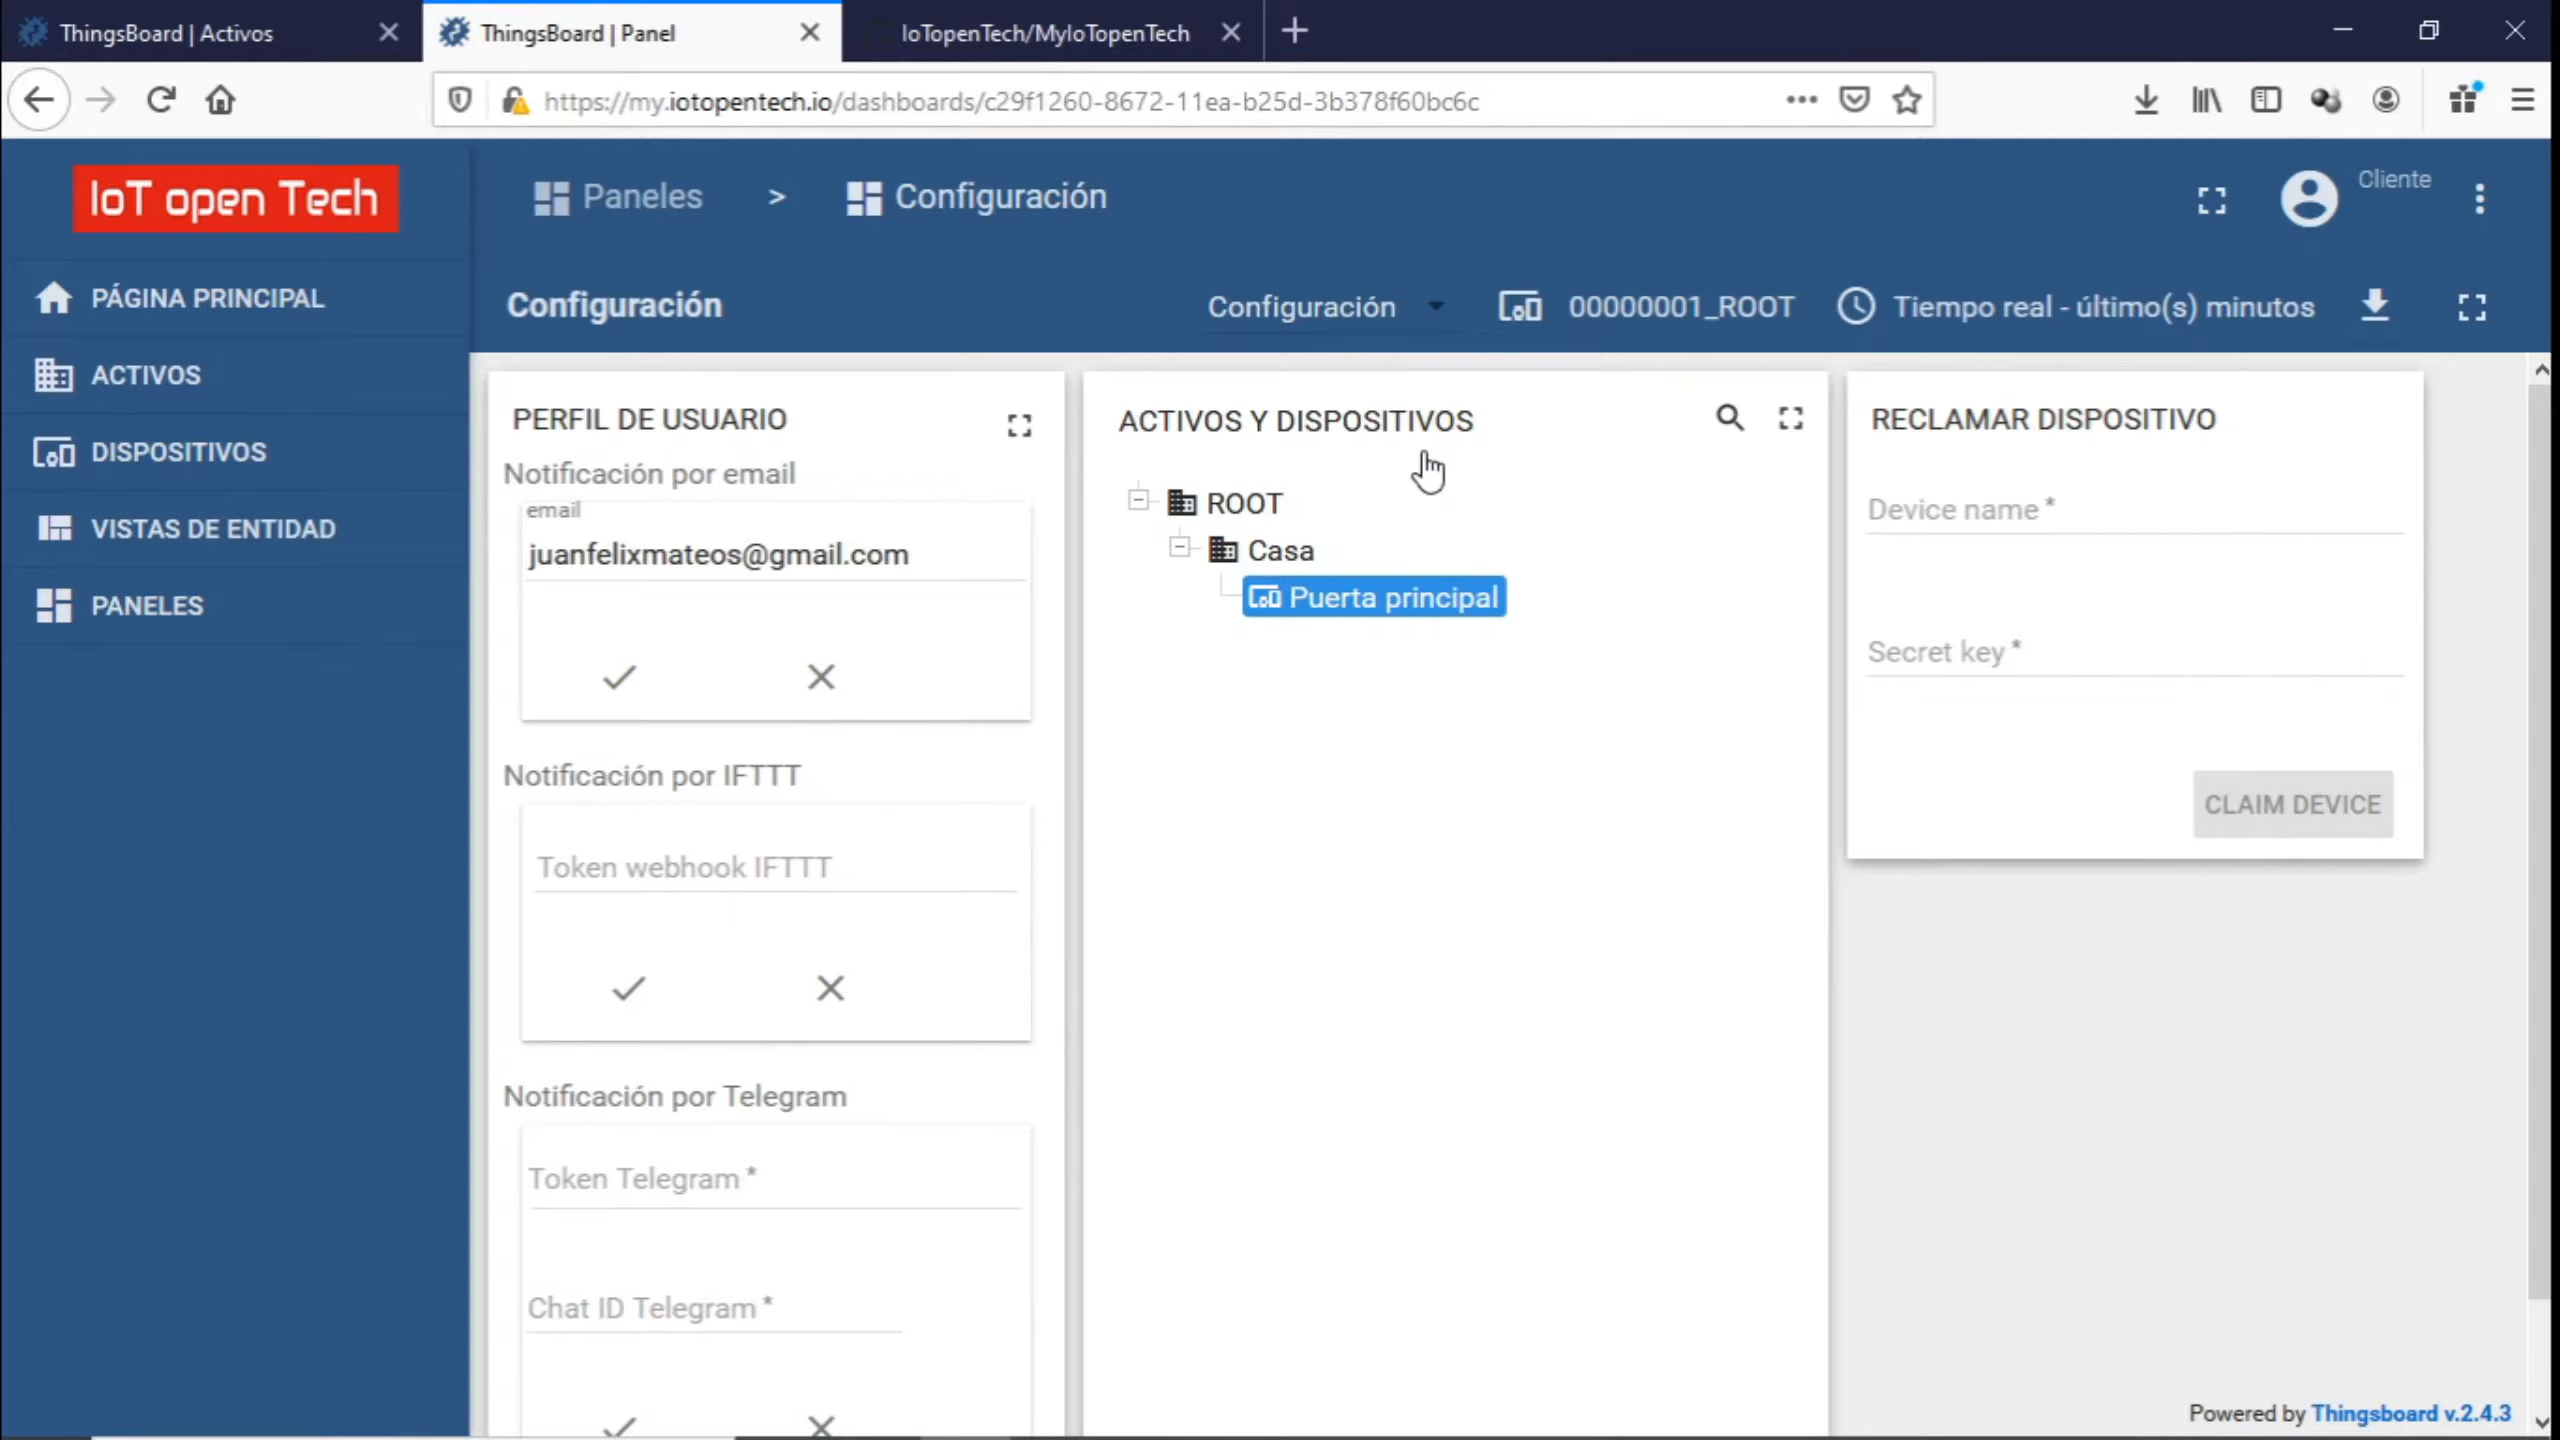 ThingsBoard | Activos
ThingsBoard | Panel
IoTopenTech/MyIoTopenTech
https://my.iotopentech.io/dashboards/c29f1260-8672-11ea-b25d-3b378f60bc6c
IoT open Tech
Paneles > Configuración
Cliente
PÁGINA PRINCIPAL
ACTIVOS
DISPOSITIVOS
VISTAS DE ENTIDAD
PANELES
Configuración
Configuración
00000001_ROOT
Tiempo real - último(s) minutos
PERFIL DE USUARIO
Notificación por email
email
juanfelixmateos@gmail.com
Notificación por IFTTT
Token webhook IFTTT
Notificación por Telegram
Token Telegram *
Chat ID Telegram *
ACTIVOS Y DISPOSITIVOS
ROOT
Casa
Puerta principal
RECLAMAR DISPOSITIVO
Device name *
Secret key *
CLAIM DEVICE
Powered by Thingsboard v.2.4.3